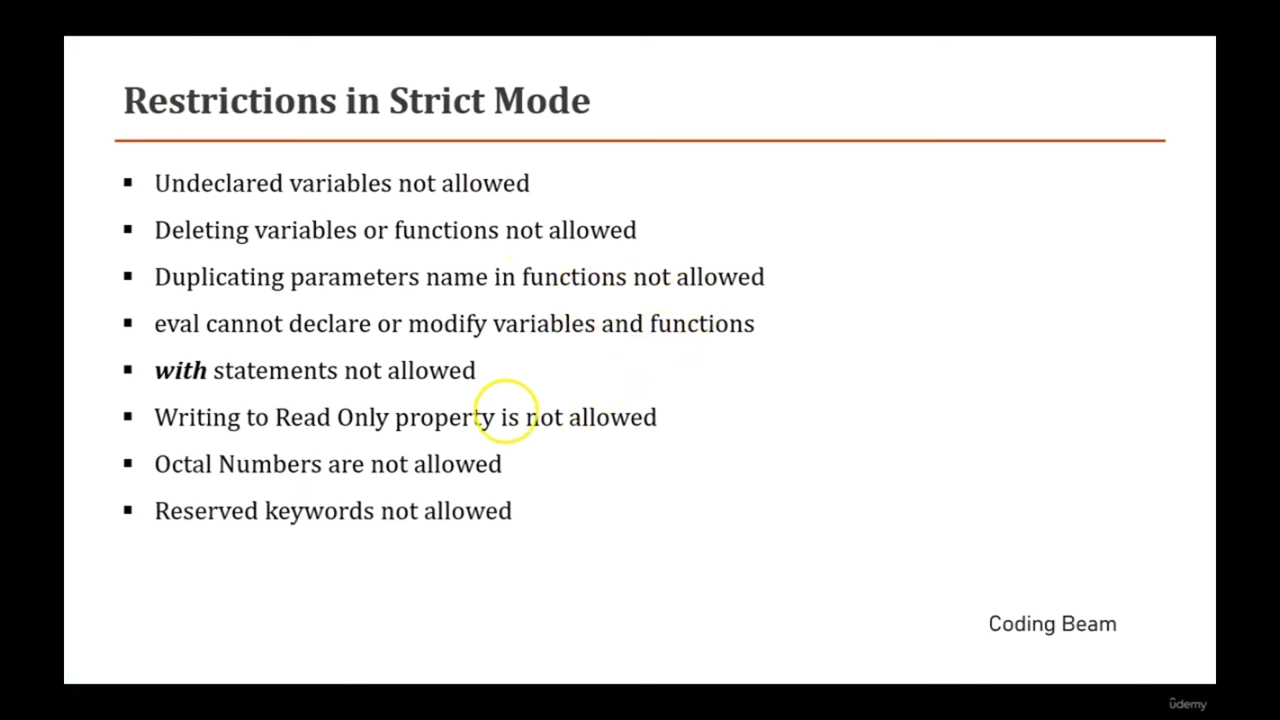 Restrictions in Strict Mode
▪ Undeclared variables not allowed
▪ Deleting variables or functions not allowed
▪ Duplicating parameters name in functions not allowed
▪ eval cannot declare or modify variables and functions
▪ with statements not allowed
▪ Writing to Read Only property is not allowed
▪ Octal Numbers are not allowed
▪ Reserved keywords not allowed
Coding Beam
ûdemy